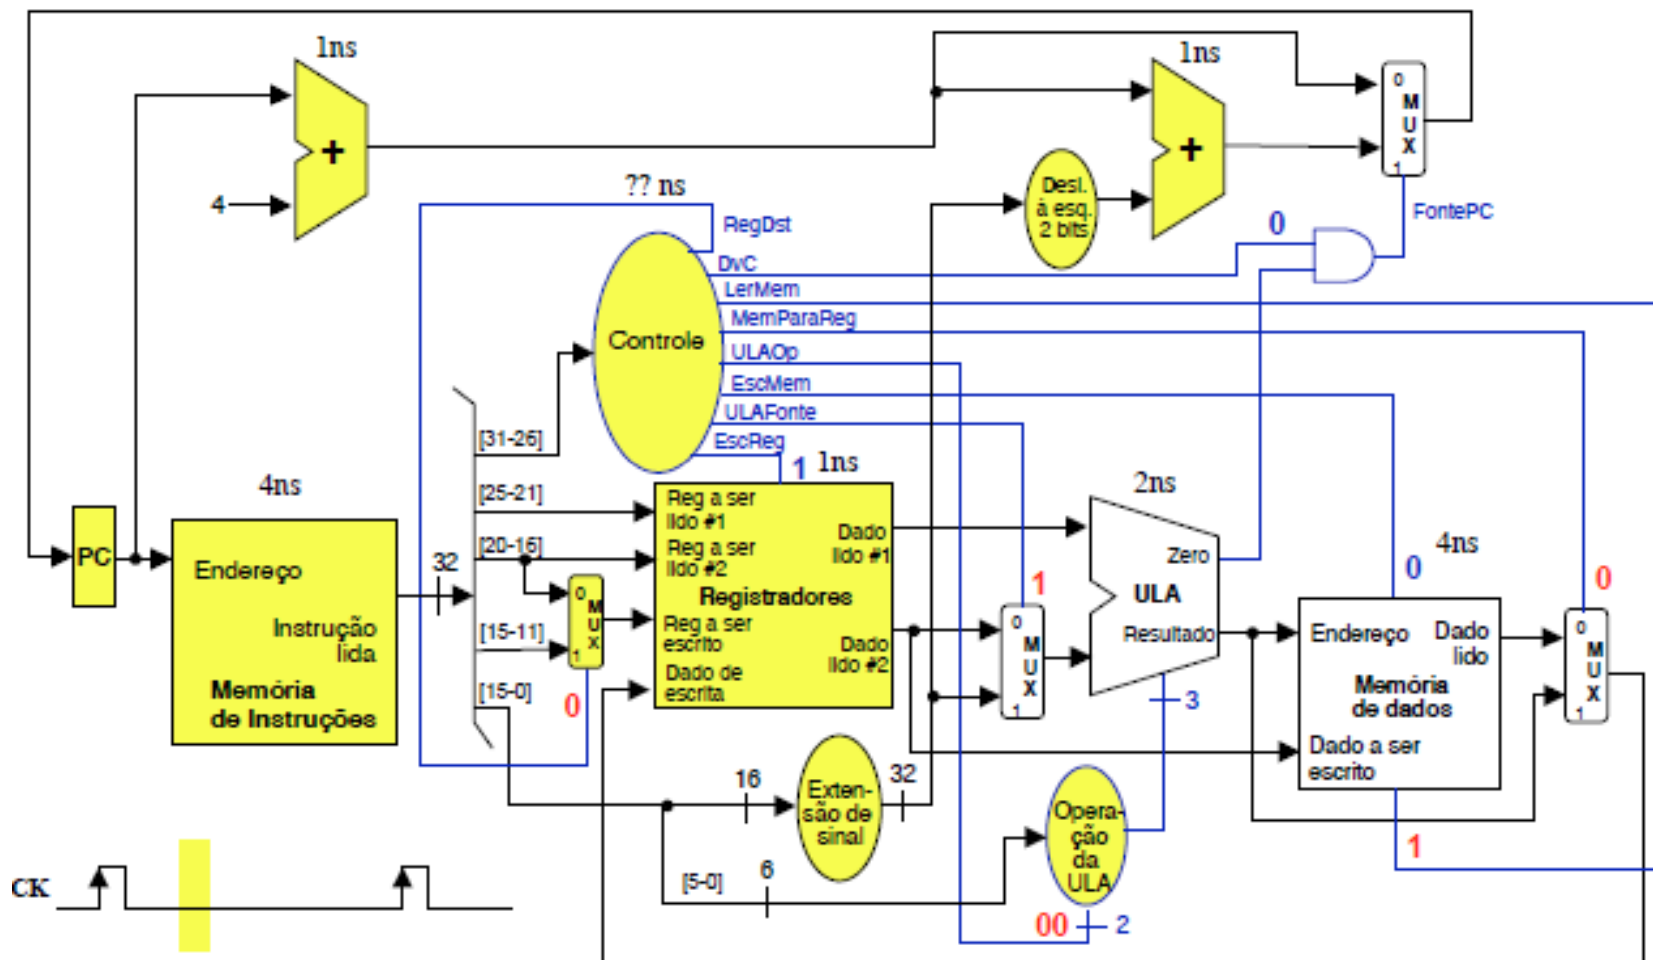 1ns
+
4
1ns
+
0
M
U
X
1
Desl.
à esq.
2 bits
FontePC
0
?? ns
RegDst
DvC
LerMem
MemParaReg
ULAOp
EscMem
ULAFonte
EscReg
Controle
[31-26]
[25-21]
[20-16]
[15-11]
[15-0]
1
1ns
4ns
PC
Endereço
Instrução
lida
Memória
de Instruções
32
0
M
U
X
1
0
Reg a ser
lido #1
Reg a ser
lido #2
Registradores
Reg a ser
escrito
Dado de
escrita
Dado
lido #1
Dado
lido #2
1
0
M
U
X
1
2ns
Zero
ULA
Resultado
3
4ns
0
Endereço
Dado
lido
Memória
de dados
Dado a ser
escrito
1
0
0
M
U
X
1
16
Exten-
são de
sinal
32
Opera-
ção
da
ULA
[5-0]
6
00
2
CK